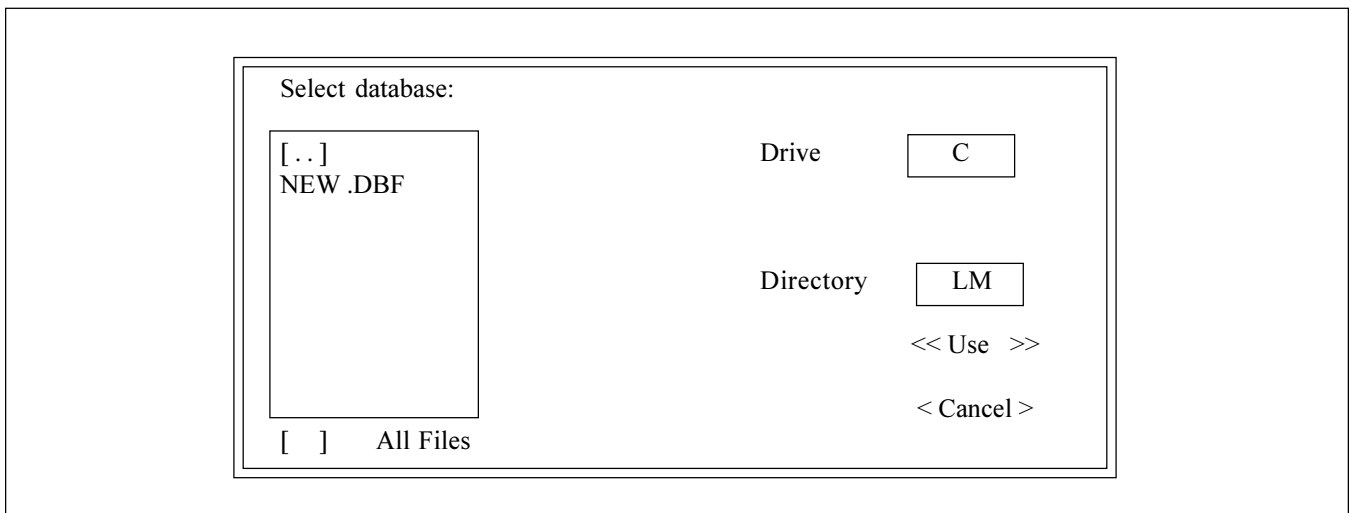 Select database:
[ . . ]
NEW .DBF
Drive C
Directory LM
<< Use >>
< Cancel >
[ ] All Files